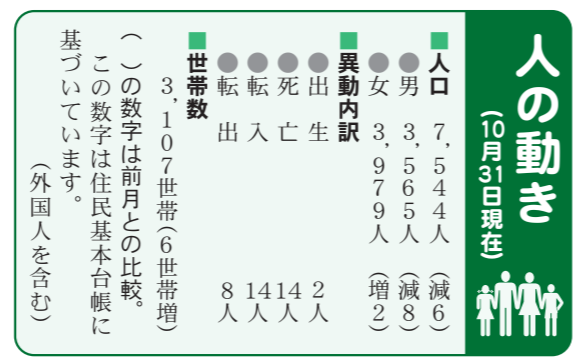 人の動き
(10月31日現在)
■人口 7,544人 (減6)
●男 3,565人 (減8)
●女 3,979人 (増2)
■異動内訳
●出生 2人
●死亡 14人
●転入 14人
●転出 8人
■世帯数
3,107世帯(6世帯増)
( )の数字は前月との比較。
この数字は住民基本台帳に
基づいています。
(外国人を含む)